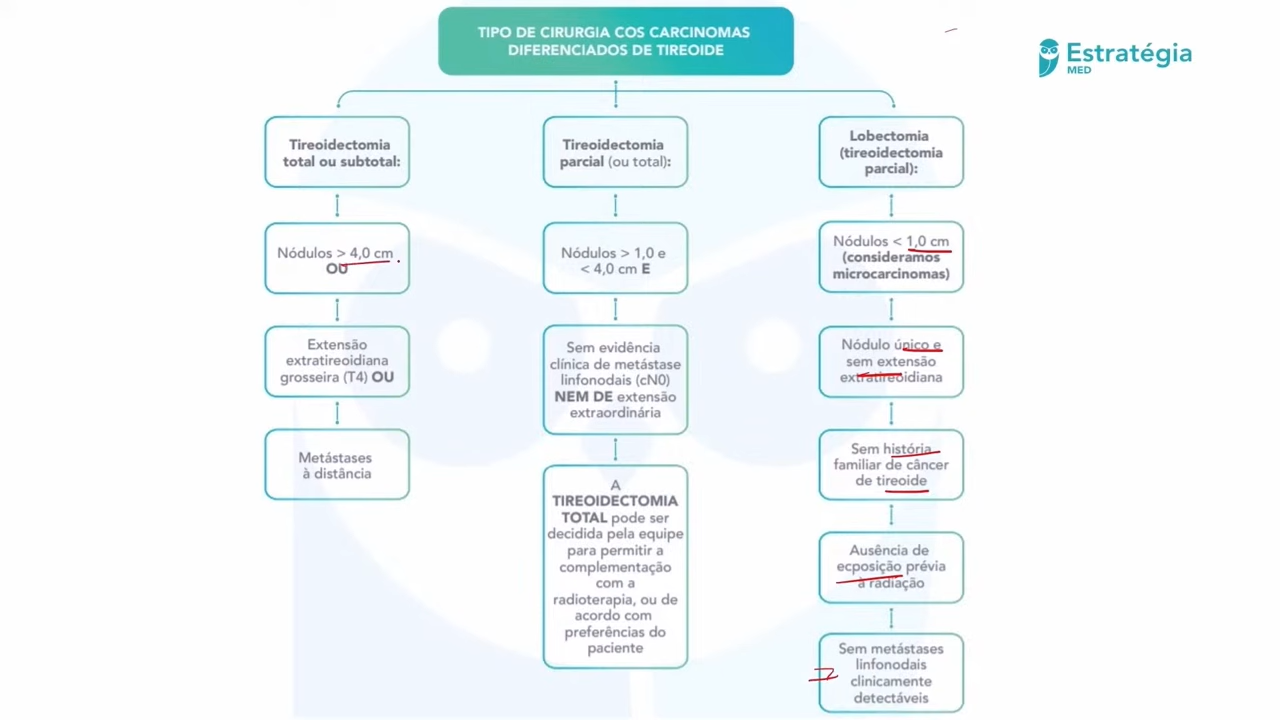 TIPO DE CIRURGIA COS CARCINOMAS
DIFERENCIADOS DE TIREOIDE
Estratégia
MED
Tireoidectomia
total ou subtotal:
Nódulos > 4,0 cm
OU
Extensão
extratireoidiana
grosseira (T4) OU
Metástases
à distância
Tireoidectomia
parcial (ou total):
Nódulos > 1,0 e
< 4,0 cm E
Sem evidência
clínica de metástase
linfonodais (cN0)
NEM DE extensão
extraordinária
A
TIREOIDECTOMIA
TOTAL pode ser
decidida pela equipe
para permitir a
complementação
com a
radioterapia, ou de
acordo com
preferências do
paciente
Lobectomia
(tireoidectomia
parcial):
Nódulos < 1,0 cm
(consideramos
microcarcinomas)
Nódulo único e
sem extensão
extratireoidiana
Sem história
familiar de câncer
de tireoide
Ausência de
ecposição prévia
à radiação
Sem metástases
linfonodais
clinicamente
detectáveis